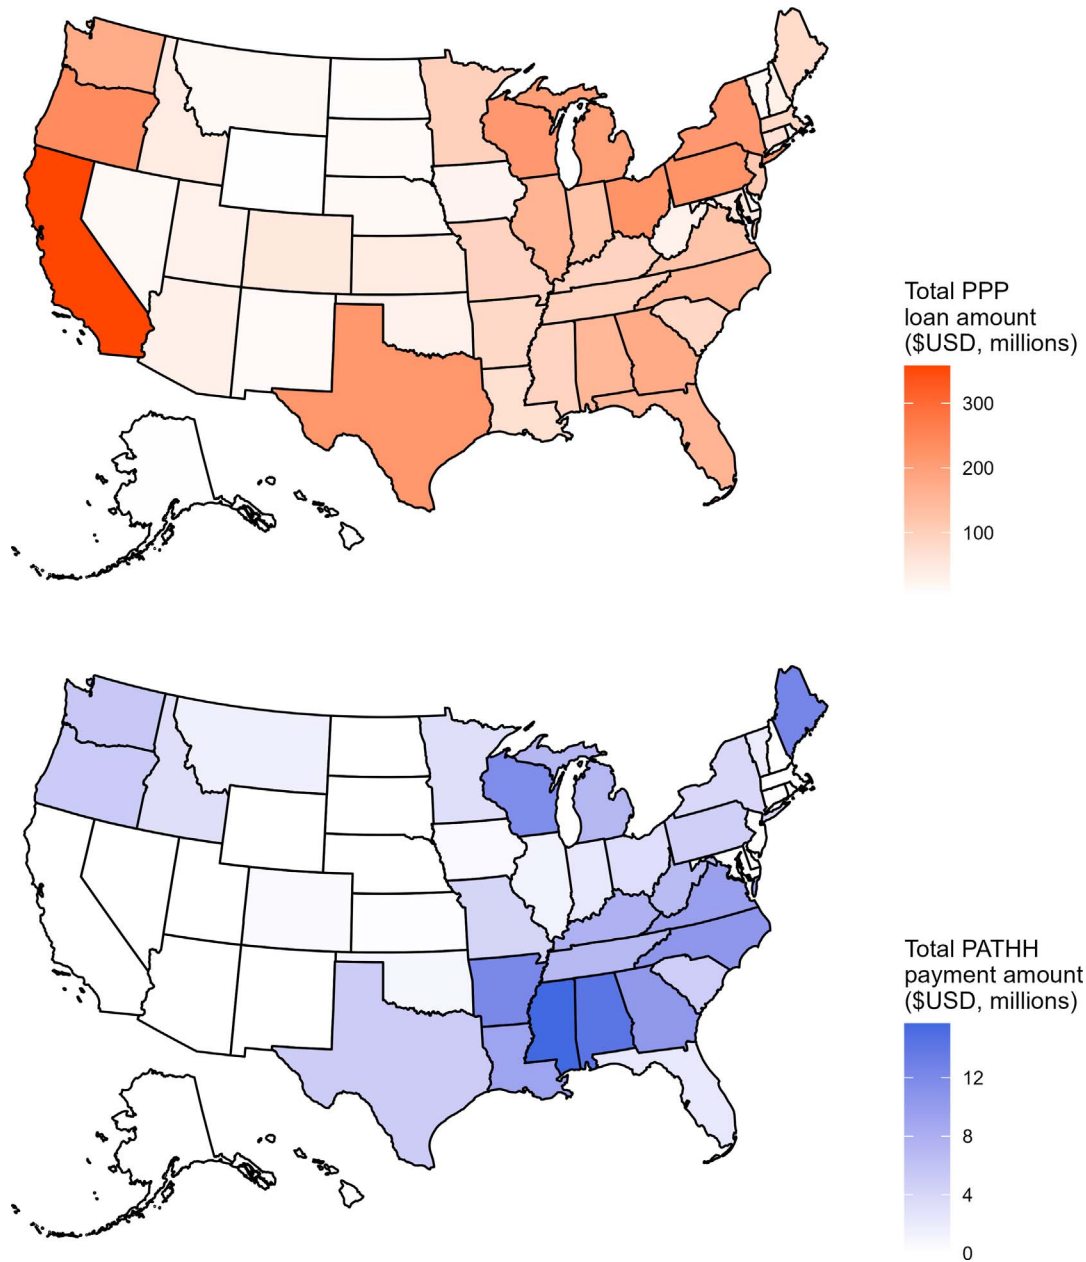 Total PPP
loan amount
($USD, millions)
300
200
100
Total PATHH
payment amount
($USD, millions)
12
8
4
0